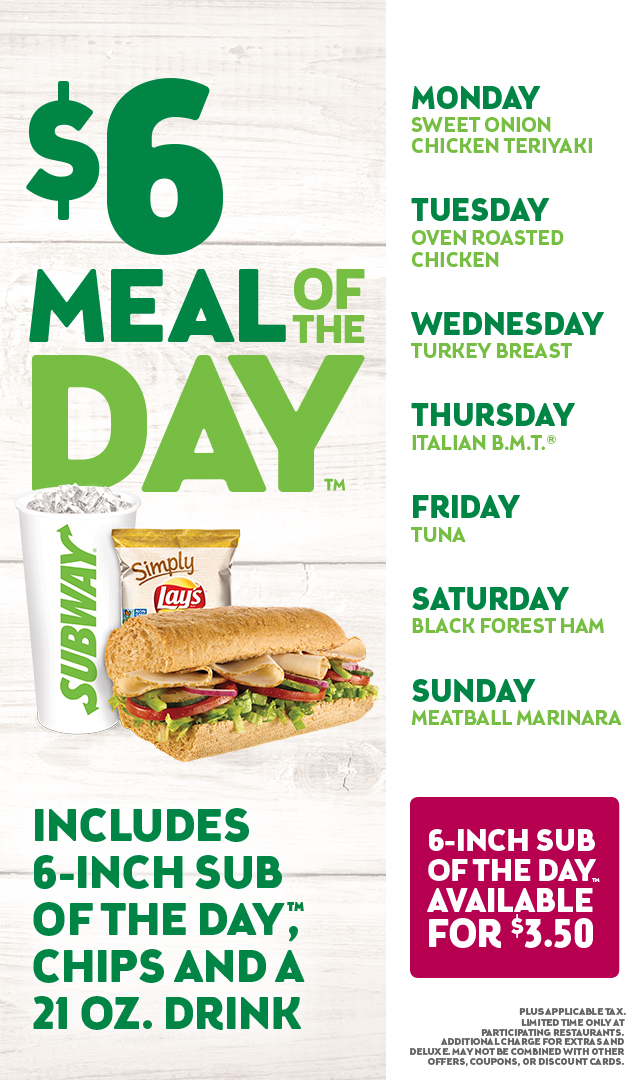 $6
MEAL OF THE
DAY™
SUBWAY®
Simply
Lay's
INCLUDES
6-INCH SUB
OF THE DAY,™
CHIPS AND A
21 OZ. DRINK
MONDAY
SWEET ONION
CHICKEN TERIYAKI
TUESDAY
OVEN ROASTED
CHICKEN
WEDNESDAY
TURKEY BREAST
THURSDAY
ITALIAN B.M.T.®
FRIDAY
TUNA
SATURDAY
BLACK FOREST HAM
SUNDAY
MEATBALL MARINARA
6-INCH SUB
OF THE DAY™
AVAILABLE
FOR $3.50
PLUS APPLICABLE TAX.
LIMITED TIME ONLY AT
PARTICIPATING RESTAURANTS.
ADDITIONAL CHARGE FOR EXTRAS AND
DELUXE. MAY NOT BE COMBINED WITH OTHER
OFFERS, COUPONS, OR DISCOUNT CARDS.